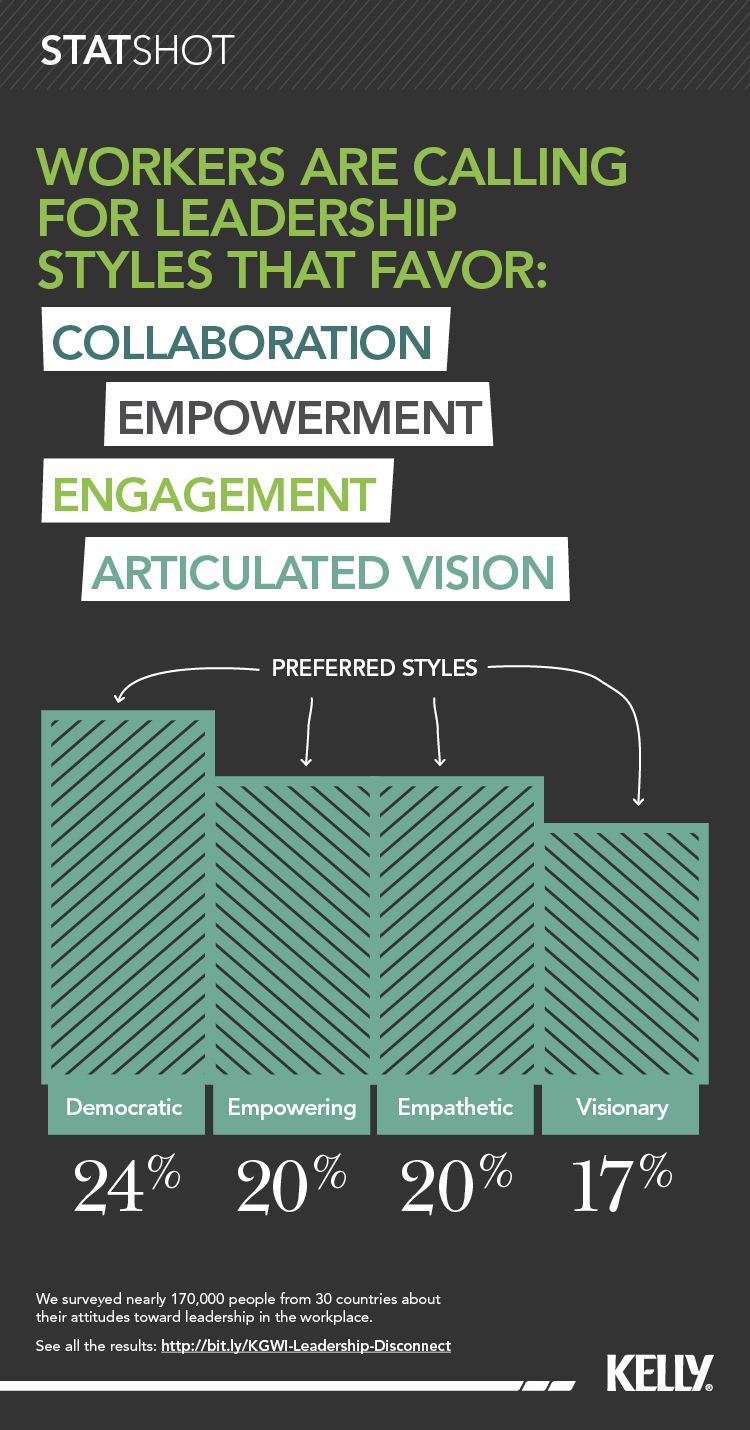 STATSHOT
WORKERS ARE CALLING
FOR LEADERSHIP
STYLES THAT FAVOR:
COLLABORATION
EMPOWERMENT
ENGAGEMENT
ARTICULATED VISION
PREFERRED STYLES
Democratic Empowering Empathetic Visionary
24% 20% 20% 17%
We surveyed nearly 170,000 people from 30 countries about
their attitudes toward leadership in the workplace.
See all the results: http://bit.ly/KGWI-Leadership-Disconnect
KELLY®